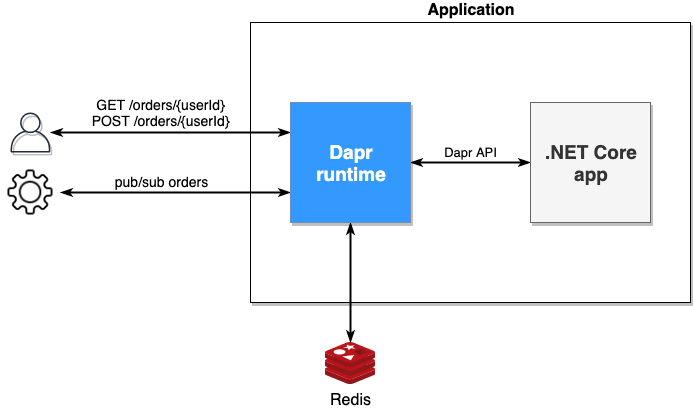 Application
GET /orders/{userId}
POST /orders/{userId}
Dapr
runtime
Dapr API
.NET Core
app
pub/sub orders
Redis